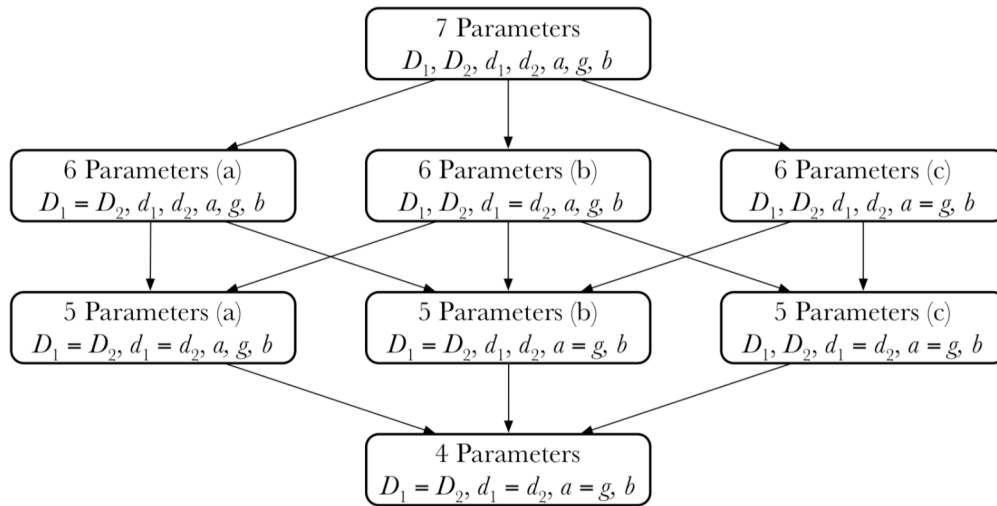 7 Parameters
D₁, D₂, d₁, d₂, a, g, b
6 Parameters (a)
D₁ = D₂, d₁, d₂, a, g, b
6 Parameters (b)
D₁, D₂, d₁ = d₂, a, g, b
6 Parameters (c)
D₁, D₂, d₁, d₂, a = g, b
5 Parameters (a)
D₁ = D₂, d₁ = d₂, a, g, b
5 Parameters (b)
D₁ = D₂, d₁, d₂, a = g, b
5 Parameters (c)
D₁, D₂, d₁ = d₂, a = g, b
4 Parameters
D₁ = D₂, d₁ = d₂, a = g, b